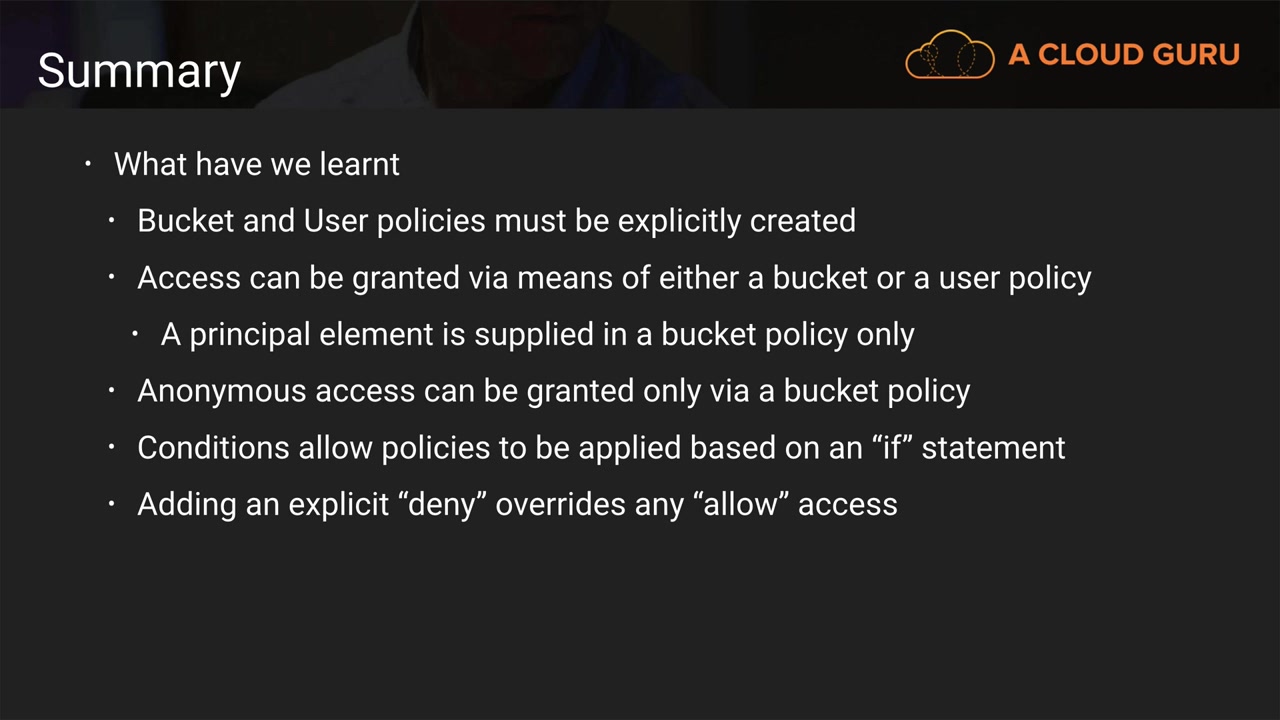 Summary
A CLOUD GURU
• What have we learnt
• Bucket and User policies must be explicitly created
• Access can be granted via means of either a bucket or a user policy
• A principal element is supplied in a bucket policy only
• Anonymous access can be granted only via a bucket policy
• Conditions allow policies to be applied based on an “if” statement
• Adding an explicit “deny” overrides any “allow” access